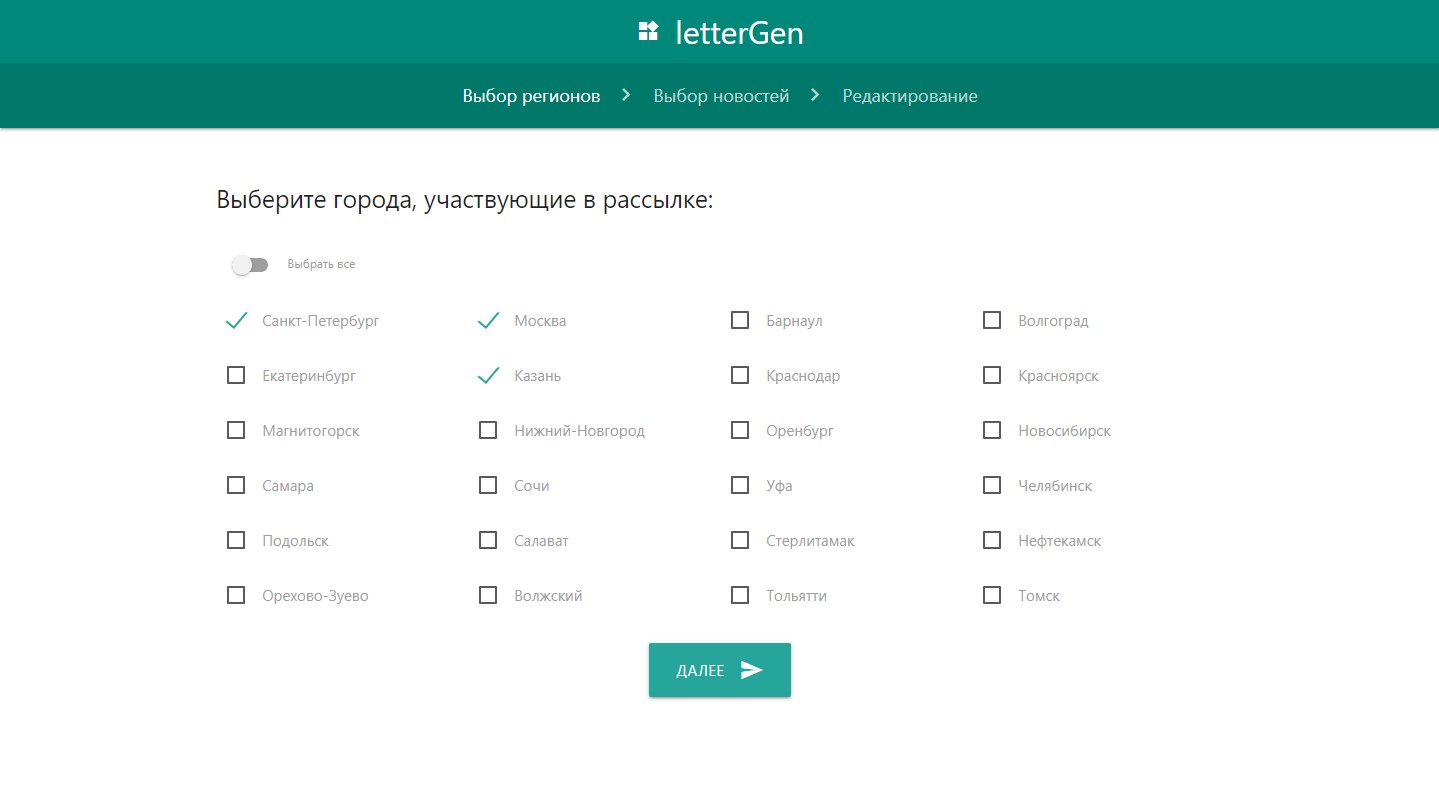 letterGen
Выбор регионов
Выбор новостей
Редактирование
Выберите города, участвующие в рассылке:
Выбрать все
Санкт-Петербург
Москва
Барнаул
Волгоград
Екатеринбург
Казань
Краснодар
Красноярск
Магнитогорск
Нижний-Новгород
Оренбург
Новосибирск
Самара
Сочи
Уфа
Челябинск
Подольск
Салават
Стерлитамак
Нефтекамск
Орехово-Зуево
Волжский
Тольятти
Томск
ДАЛЕЕ